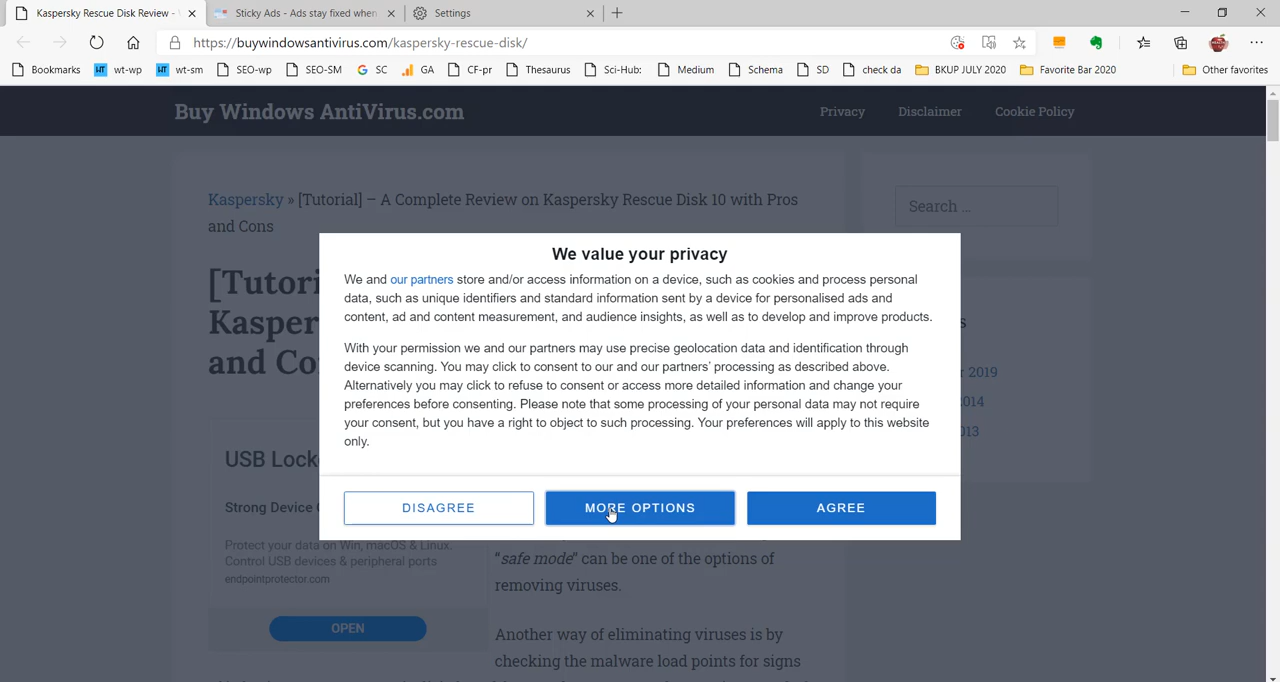 Kaspersky Rescue Disk Review -
Sticky Ads - Ads stay fixed when
Settings
https://buywindowsantivirus.com/kaspersky-rescue-disk/
Bookmarks wt-wp wt-sm SEO-wp SEO-SM SC GA CF-pr Thesaurus Sci-Hub: Medium Schema SD check da BKUP JULY 2020 Favorite Bar 2020 Other favorites
Buy Windows AntiVirus.com
Privacy Disclaimer Cookie Policy
Kaspersky » [Tutorial] – A Complete Review on Kaspersky Rescue Disk 10 with Pros
and Cons
Search ...
[Tutori
Kasper
and Co
We value your privacy
We and our partners store and/or access information on a device, such as cookies and process personal
data, such as unique identifiers and standard information sent by a device for personalised ads and
content, ad and content measurement, and audience insights, as well as to develop and improve products.
With your permission we and our partners may use precise geolocation data and identification through
device scanning. You may click to consent to our and our partners' processing as described above.
Alternatively you may click to refuse to consent or access more detailed information and change your
preferences before consenting. Please note that some processing of your personal data may not require
your consent, but you have a right to object to such processing. Your preferences will apply to this website
only.
DISAGREE MORE OPTIONS AGREE
s
r 2019
2014
013
USB Lock
Strong Device
Protect your data on Win, macOS & Linux.
Control USB devices & peripheral ports
endpointprotector.com
OPEN
"safe mode" can be one of the options of
removing viruses.
Another way of eliminating viruses is by
checking the malware load points for signs